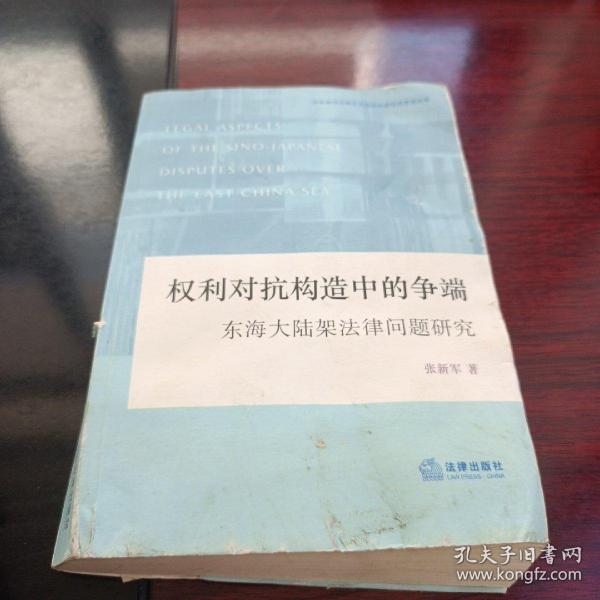 LEGAL ASPECTS
OF THE SINO-JAPANESE
DISPUTES OVER
THE EAST CHINA SEA
权利对抗构造中的争端
东海大陆架法律问题研究
张新军 著
法律出版社
LAW PRESS·CHINA
孔夫子旧书网
www.kongfz.com